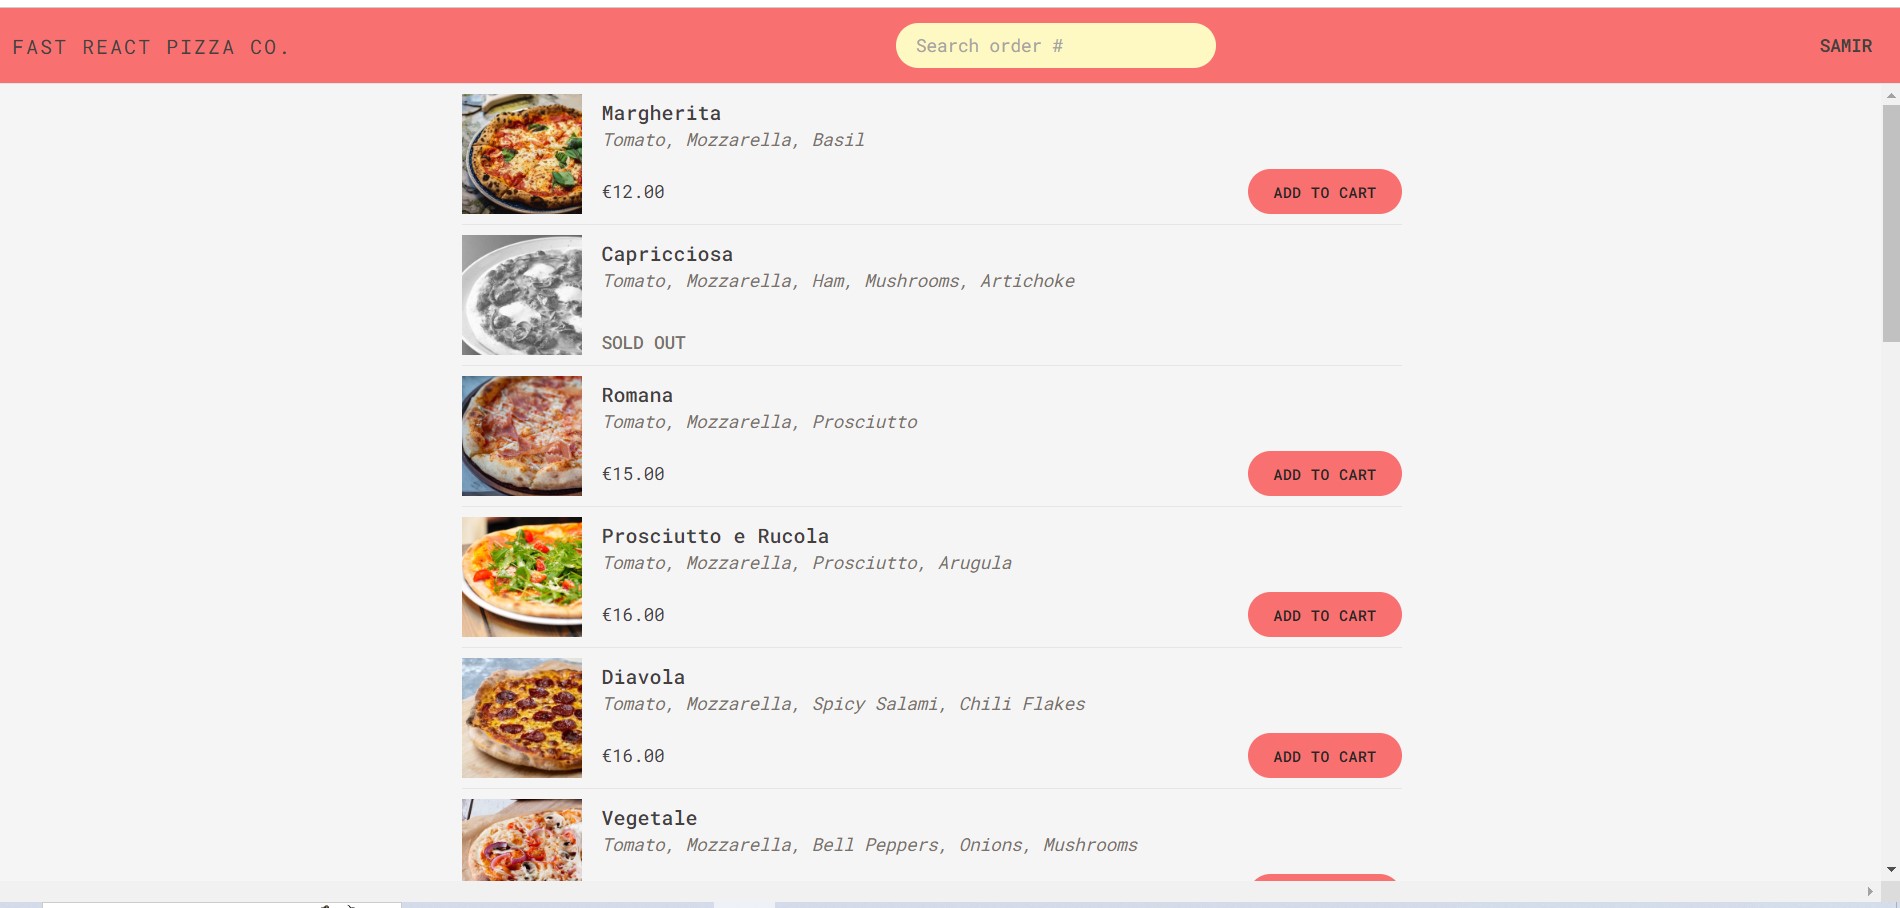 FAST REACT PIZZA CO.
Search order #
SAMIR
Margherita
Tomato, Mozzarella, Basil
€12.00
ADD TO CART
Capricciosa
Tomato, Mozzarella, Ham, Mushrooms, Artichoke
SOLD OUT
Romana
Tomato, Mozzarella, Prosciutto
€15.00
ADD TO CART
Prosciutto e Rucola
Tomato, Mozzarella, Prosciutto, Arugula
€16.00
ADD TO CART
Diavola
Tomato, Mozzarella, Spicy Salami, Chili Flakes
€16.00
ADD TO CART
Vegetale
Tomato, Mozzarella, Bell Peppers, Onions, Mushrooms